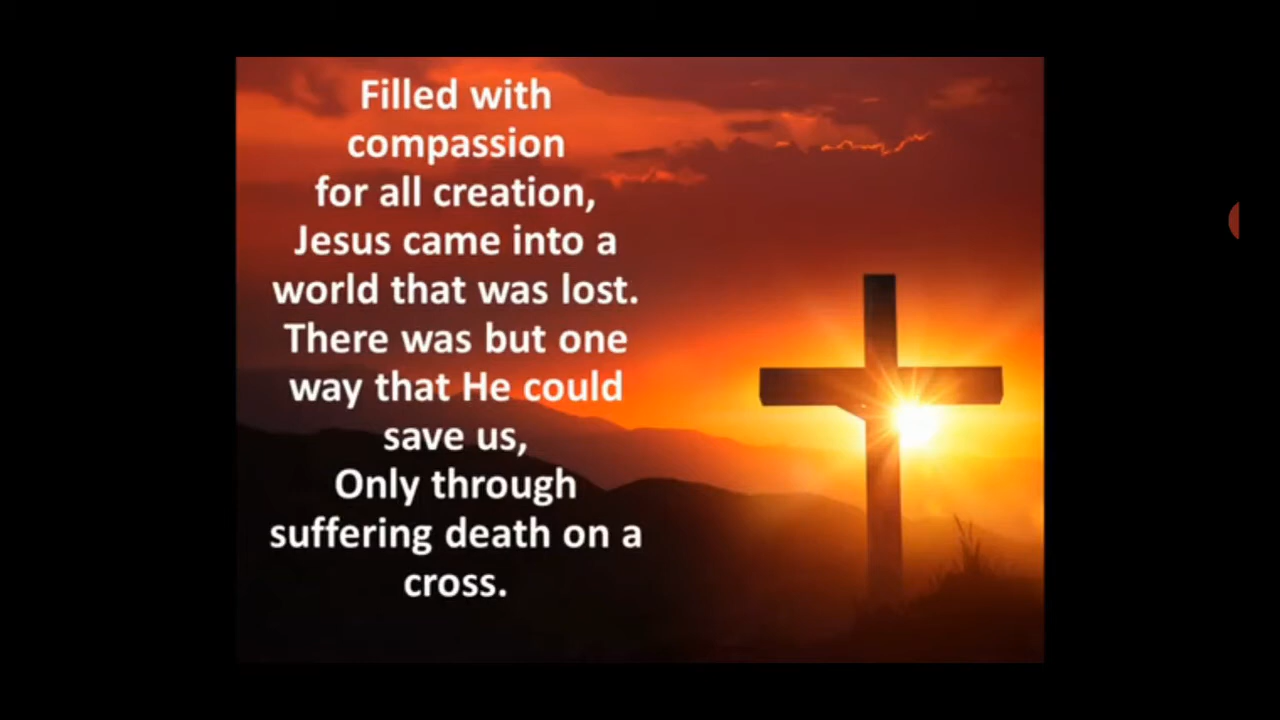 Filled with
compassion
for all creation,
Jesus came into a
world that was lost.
There was but one
way that He could
save us,
Only through
suffering death on a
cross.